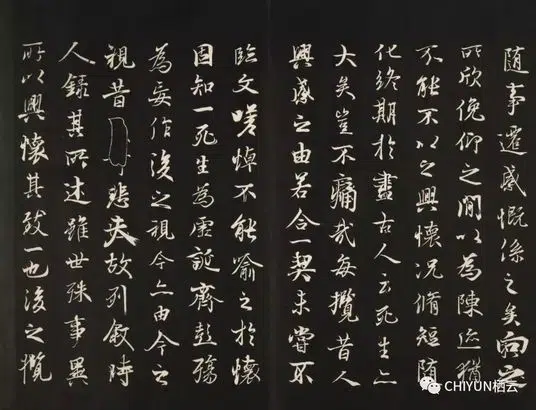 随事遷感慨係之矣向之
所欣俛仰之間以為陳迹猶
不能不以之興懷況脩短随
化終期於盡古人云死生亦
大矣豈不痛哉每攬昔人
興感之由若合一契未嘗不
臨文嗟悼不能喻之於懷
固知一死生為虛誕齊彭殤
為妄作後之視今亦由今之
視昔悲夫故列敘時
人錄其所述雖世殊事異
所以興懷其致一也後之攬
CHIYUN栖云